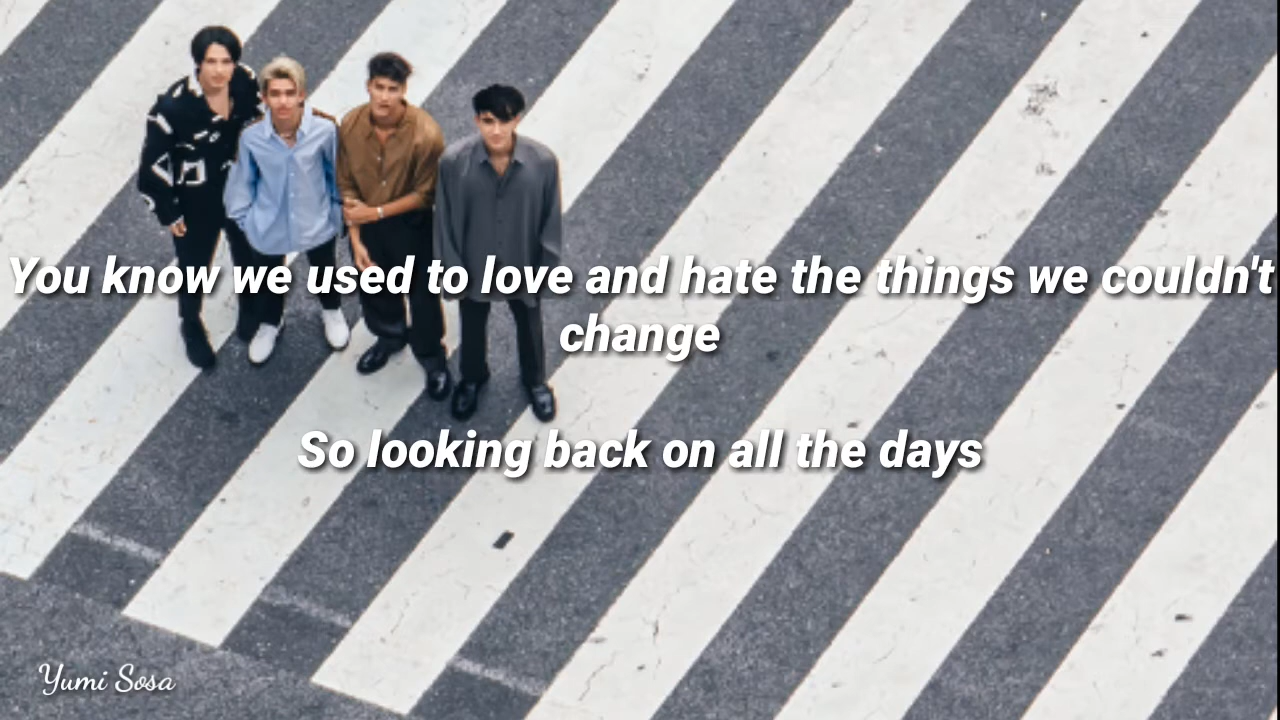 You know we used to love and hate the things we couldn't
change
So looking back on all the days
Yumi Sosa